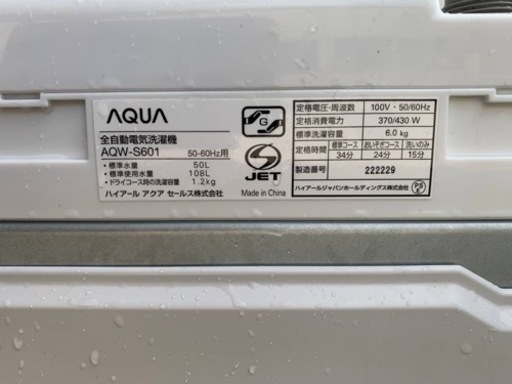 AQUA
全自動電気洗濯機
AQW-S601 50-60Hz用
・標準水量 50L
・標準使用水量 108L
・ドライコース時の洗濯容量 1.2kg
ハイアール アクア セールス株式会社
G
JET
Made in China
定格電圧・周波数 100V・50/60Hz
定格消費電力 370/430 W
標準洗濯容量 6.0 kg
定格時間 標準コース おいそぎコース 洗いのみ
34分 24分 15分
製造番号 222229
ハイアールジャパンホールディングス株式会社
PS
E